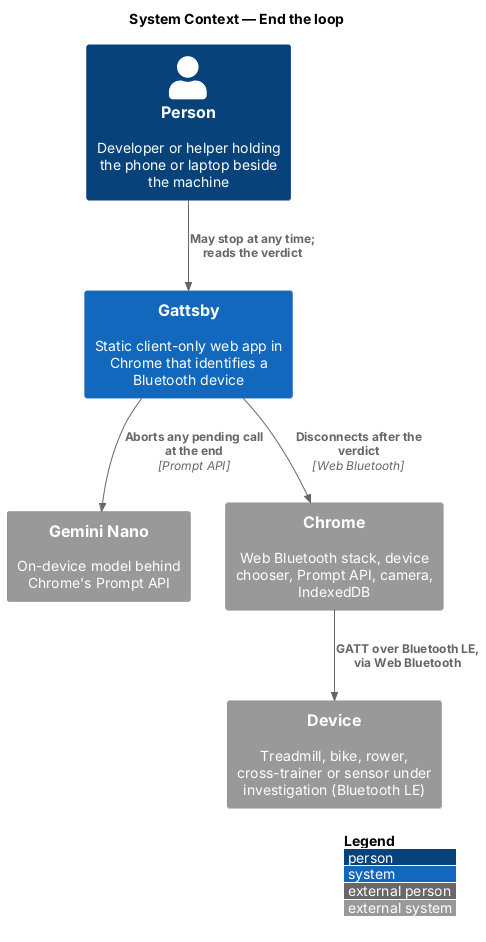 System Context — End the loop
Person
Developer or helper holding
the phone or laptop beside
the machine
May stop at any time;
reads the verdict
Gattsby
Static client-only web app in
Chrome that identifies a
Bluetooth device
Aborts any pending call
at the end
[Prompt API]
Disconnects after the
verdict
[Web Bluetooth]
Gemini Nano
On-device model behind
Chrome's Prompt API
Chrome
Web Bluetooth stack, device
chooser, Prompt API, camera,
IndexedDB
GATT over Bluetooth LE,
via Web Bluetooth
Device
Treadmill, bike, rower,
cross-trainer or sensor under
investigation (Bluetooth LE)
Legend
person
system
external person
external system